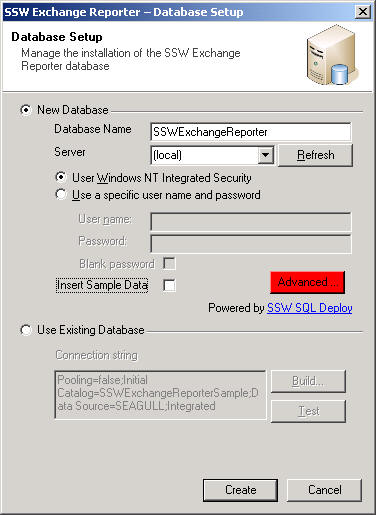 SSW Exchange Reporter – Database Setup
Database Setup
Manage the installation of the SSW Exchange
Reporter database
New Database
Database Name SSWExchangeReporter
Server (local) Refresh
User Windows NT Integrated Security
Use a specific user name and password
User name:
Password:
Blank password
Insert Sample Data Advanced ...
Powered by SSW SQL Deploy
Use Existing Database
Connection string
Pooling=false;Initial
Catalog=SSWExchangeReporterSample;D
ata Source=SEAGULL;Integrated
Build...
Test
Create Cancel